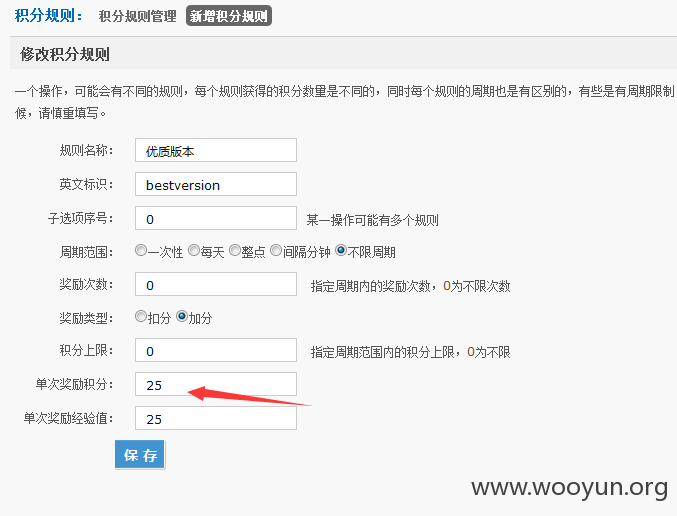 积分规则： 积分规则管理 新增积分规则
修改积分规则
一个操作，可能会有不同的规则，每个规则获得的积分数量是不同的，同时每个规则的周期也是有区别的，有些是有周期限制
候，请慎重填写。
规则名称： 优质版本
英文标识： bestversion
子选项序号： 0 某一操作可能有多个规则
周期范围： 一次性 每天 整点 间隔分钟 不限周期
奖励次数： 0 指定周期内的奖励次数，0为不限次数
奖励类型： 扣分 加分
积分上限： 0 指定周期范围内的积分上限，0为不限
单次奖励积分： 25
单次奖励经验值： 25
保 存
www.wooyun.org